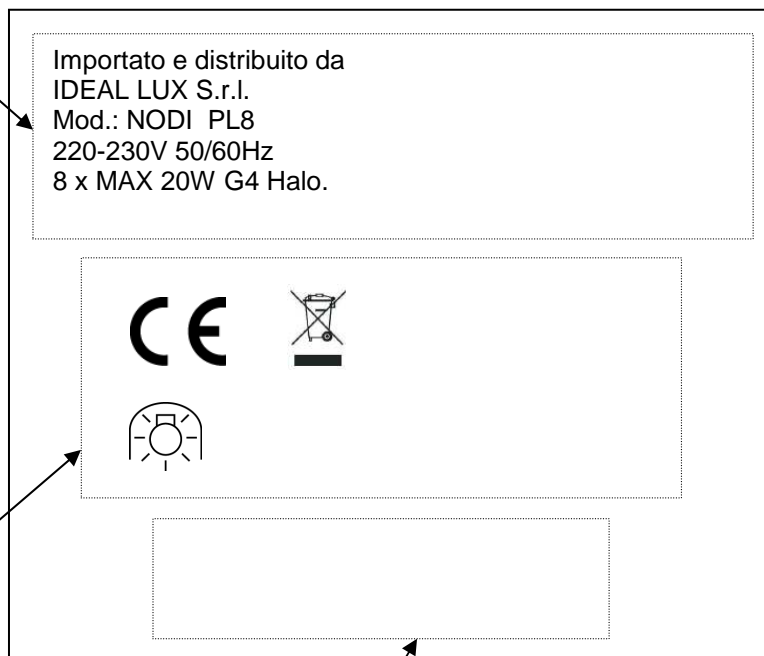 Importato e distribuito da
IDEAL LUX S.r.l.
Mod.: NODI PL8
220-230V 50/60Hz
8 x MAX 20W G4 Halo.
CE